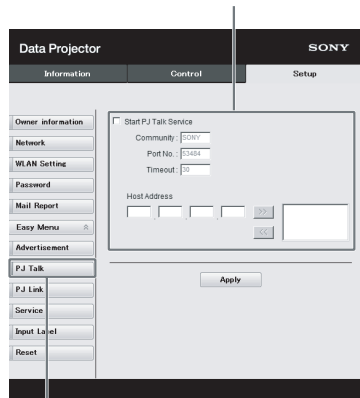 Data Projector
SONY
Information
Control
Setup
Owner information
Network
WLAN Setting
Password
Mail Report
Easy Menu
Advertisement
PJ Talk
PJ Link
Service
Input Label
Reset
Start PJ Talk Service
Community : SONY
Port No. : 53484
Timeout : 30
Host Address
>>
<<
Apply